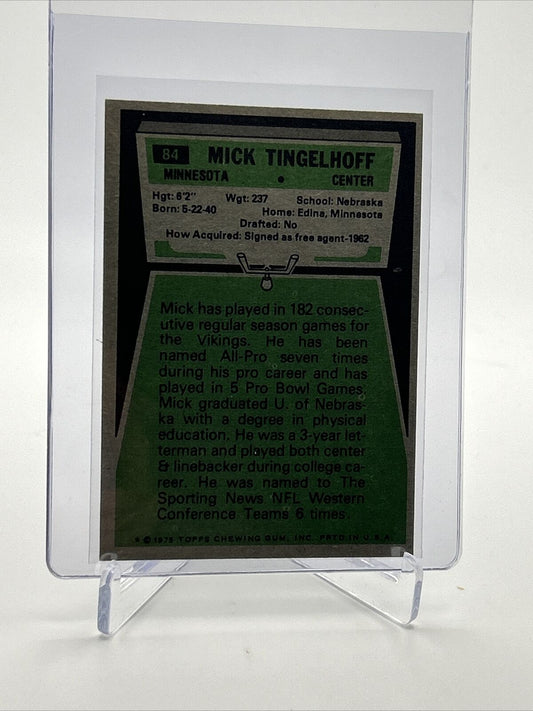 84 MICK TINGELHOFF
MINNESOTA • CENTER
Hgt: 6'2" Wgt: 237 School: Nebraska
Born: 5-22-40 Home: Edina, Minnesota
Drafted: No
How Acquired: Signed as free agent-1962
Mick has played in 182 consec-
utive regular season games for
the Vikings. He has been
named All-Pro seven times
during his pro career and has
played in 5 Pro Bowl Games.
Mick graduated U. of Nebras-
ka with a degree in physical
education. He was a 3-year let-
terman and played both center
& linebacker during college ca-
reer. He was named to The
Sporting News NFL Western
Conference Teams 6 times.
* © 1975 TOPPS CHEWING GUM, INC. PRTD. IN U.S.A.